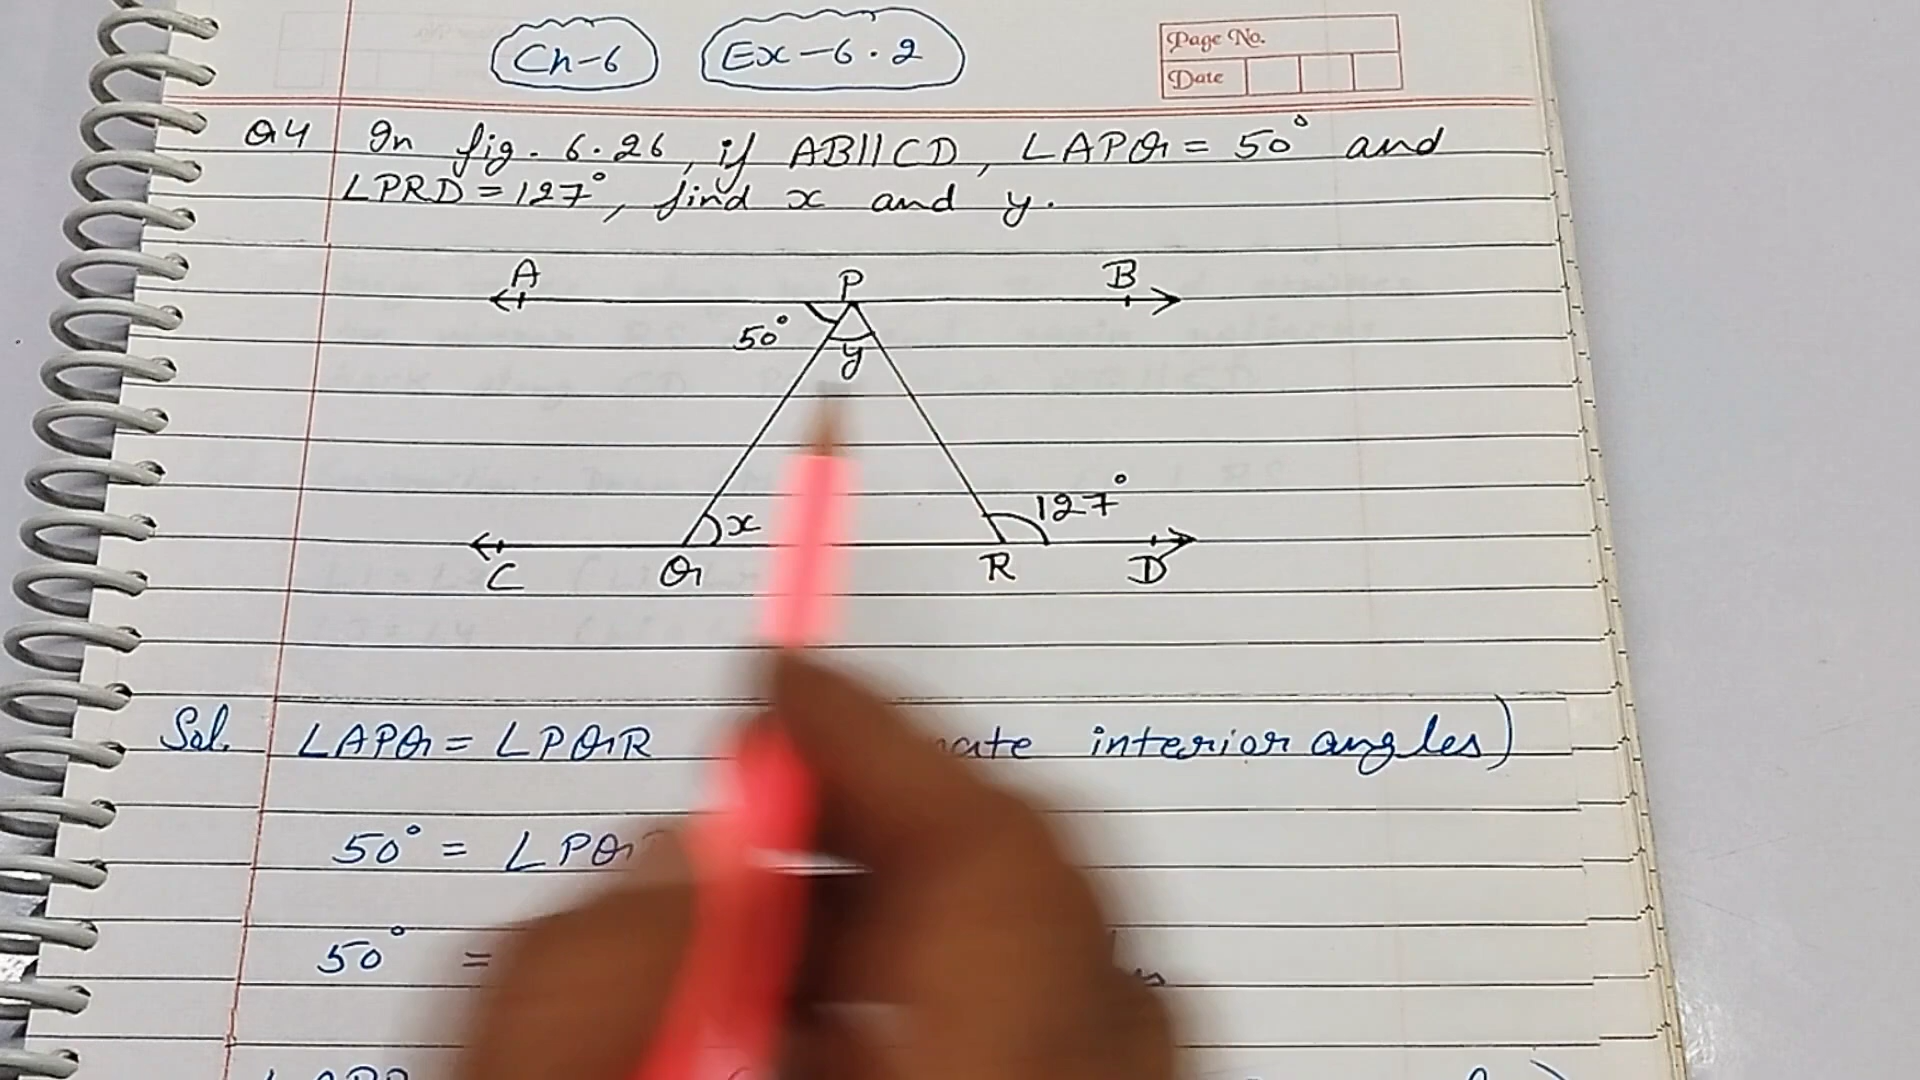 Ch-6 Ex-6.2
Page No.
Date
Q4 In fig. 6.26, if AB||CD, ∠APQ = 50° and
∠PRD = 127°, find x and y.
A P B
50° y
x 127°
C Q R D
Sol. ∠APQ = ∠PQR interior angles)
50° = ∠PQ
50° =